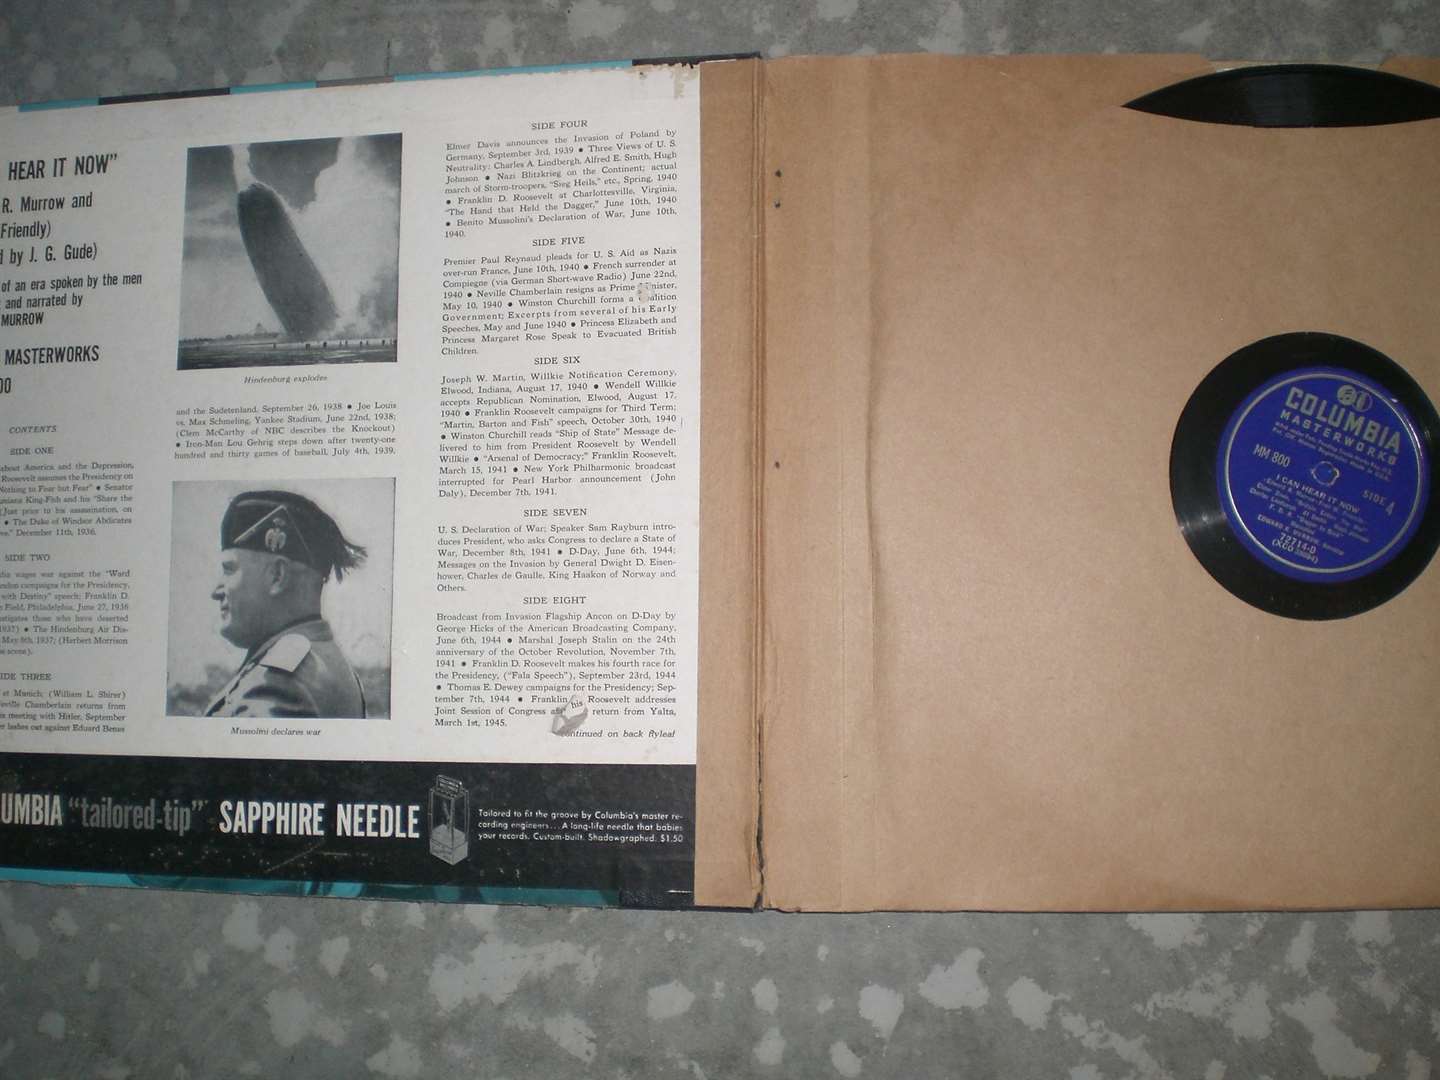 HEAR IT NOW"
R. Murrow and
Friendly)
by J. G. Gude)
of an era spoken by the men
and narrated by
MURROW
MASTERWORKS
CONTENTS
SIDE ONE
about America and the Depression,
Roosevelt assumes the Presidency on
Nothing to Fear but Fear" ● Senator
King-Fish and his "Share the
(Just prior to his assassination, on
● The Duke of Windsor Abdicates
December 11th, 1936.
SIDE TWO
wages war against the "Ward
campaigns for the Presidency,
with Destiny" speech; Franklin D.
Field, Philadelphia, June 27, 1936
those who have deserted
1937) ● The Hindenburg Air Dis-
May 6th, 1937; (Herbert Morrison
scene).
SIDE THREE
at Munich; (William L. Shirer)
Chamberlain returns from
meeting with Hitler, September
lashes out against Eduard Benes
Hindenburg explodes
and the Sudetenland, September 26, 1938 ● Joe Louis
vs. Max Schmeling, Yankee Stadium, June 22nd, 1938;
(Clem McCarthy of NBC describes the Knockout)
● Iron-Man Lou Gehrig steps down after twenty-one
hundred and thirty games of baseball, July 4th, 1939.
Mussolini declares war
SIDE FOUR
Elmer Davis announces the Invasion of Poland by
Germany, September 3rd, 1939 ● Three Views of U. S.
Neutrality: Charles A. Lindbergh, Alfred E. Smith, Hugh
Johnson ● Nazi Blitzkrieg on the Continent; actual
march of Storm-troopers, "Sieg Heils," etc., Spring, 1940
● Franklin D. Roosevelt at Charlottesville, Virginia,
"The Hand that Held the Dagger," June 10th, 1940
● Benito Mussolini's Declaration of War, June 10th,
1940.
SIDE FIVE
Premier Paul Reynaud pleads for U. S. Aid as Nazis
over-run France, June 10th, 1940 ● French surrender at
Compiegne (via German Short-wave Radio) June 22nd,
1940 ● Neville Chamberlain resigns as Prime Minister,
May 10, 1940 ● Winston Churchill forms a Coalition
Government; Excerpts from several of his Early
Speeches, May and June 1940 ● Princess Elizabeth and
Princess Margaret Rose Speak to Evacuated British
Children.
SIDE SIX
Joseph W. Martin, Willkie Notification Ceremony,
Elwood, Indiana, August 17, 1940 ● Wendell Willkie
accepts Republican Nomination, Elwood, August 17,
1940 ● Franklin Roosevelt campaigns for Third Term;
"Martin, Barton and Fish" speech, October 30th, 1940
● Winston Churchill reads "Ship of State" Message de-
livered to him from President Roosevelt by Wendell
Willkie ● "Arsenal of Democracy;" Franklin Roosevelt,
March 15, 1941 ● New York Philharmonic broadcast
interrupted for Pearl Harbor announcement (John
Daly), December 7th, 1941.
SIDE SEVEN
U. S. Declaration of War; Speaker Sam Rayburn intro-
duces President, who asks Congress to declare a State of
War, December 8th, 1941 ● D-Day, June 6th, 1944;
Messages on the Invasion by General Dwight D. Eisen-
hower, Charles de Gaulle, King Haakon of Norway and
Others.
SIDE EIGHT
Broadcast from Invasion Flagship Ancon on D-Day by
George Hicks of the American Broadcasting Company,
June 6th, 1944 ● Marshal Joseph Stalin on the 24th
anniversary of the October Revolution, November 7th,
1941 ● Franklin D. Roosevelt makes his fourth race for
the Presidency, ("Fala Speech"), September 23rd, 1944
● Thomas E. Dewey campaigns for the Presidency; Sep-
tember 7th, 1944 ● Franklin Roosevelt addresses
Joint Session of Congress his return from Yalta,
March 1st, 1945.
continued on back flyleaf
UMBIA "tailored-tip" SAPPHIRE NEEDLE
Tailored to fit the groove by Columbia's master re-
cording engineers...A long-life needle that babies
your records. Custom-built. Shadowgraphed. $1.50
COLUMBIA
MASTERWORKS
MM 800
SIDE 4
I CAN HEAR IT NOW
EDWARD R. MURROW
72714-D